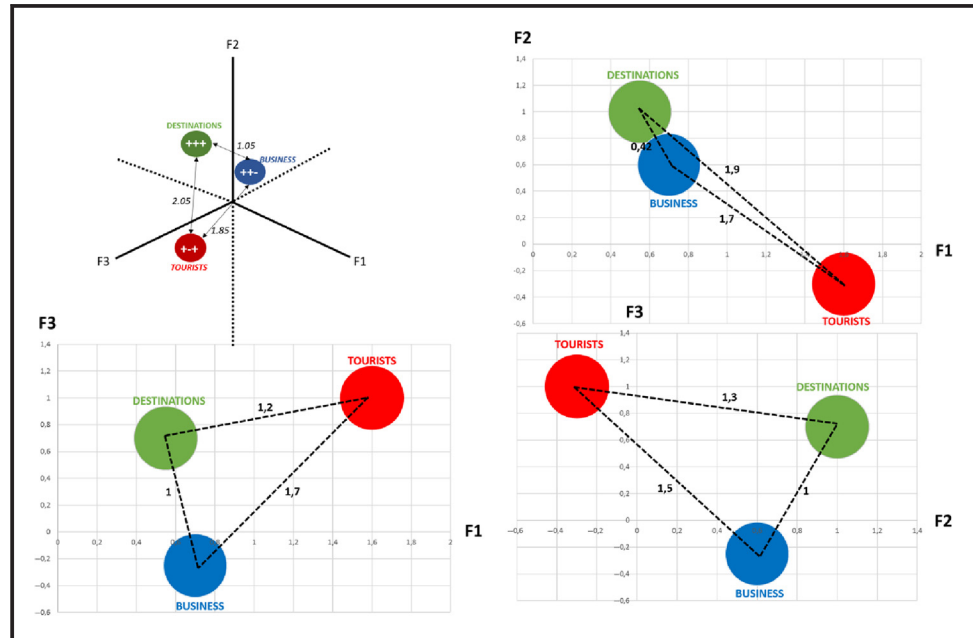 F2
DESTINATIONS
+++
1.05
BUSINESS
++-
2.05
1.85
+-+
TOURISTS
F3
F1
F2
1,4
1,2
1
0,8
0,6
0,4
0,2
0
-0,2
-0,4
-0,6
0 0,2 0,4 0,6 0,8 1 1,2 1,4 1,6 1,8 2
DESTINATIONS
0,42
BUSINESS
1,9
1,7
TOURISTS
F1
F3
1,4
1,2
1
0,8
0,6
0,4
0,2
0
-0,2
-0,4
-0,6
0 0,2 0,4 0,6 0,8 1 1,2 1,4 1,6 1,8 2
TOURISTS
DESTINATIONS
1,2
1
1,7
BUSINESS
F1
F3
1,4
1,2
1
0,8
0,6
0,4
0,2
0
-0,2
-0,4
-0,6
-0,6 -0,4 -0,2 0 0,2 0,4 0,6 0,8 1 1,2 1,4
TOURISTS
DESTINATIONS
1,3
1,5
1
BUSINESS
F2